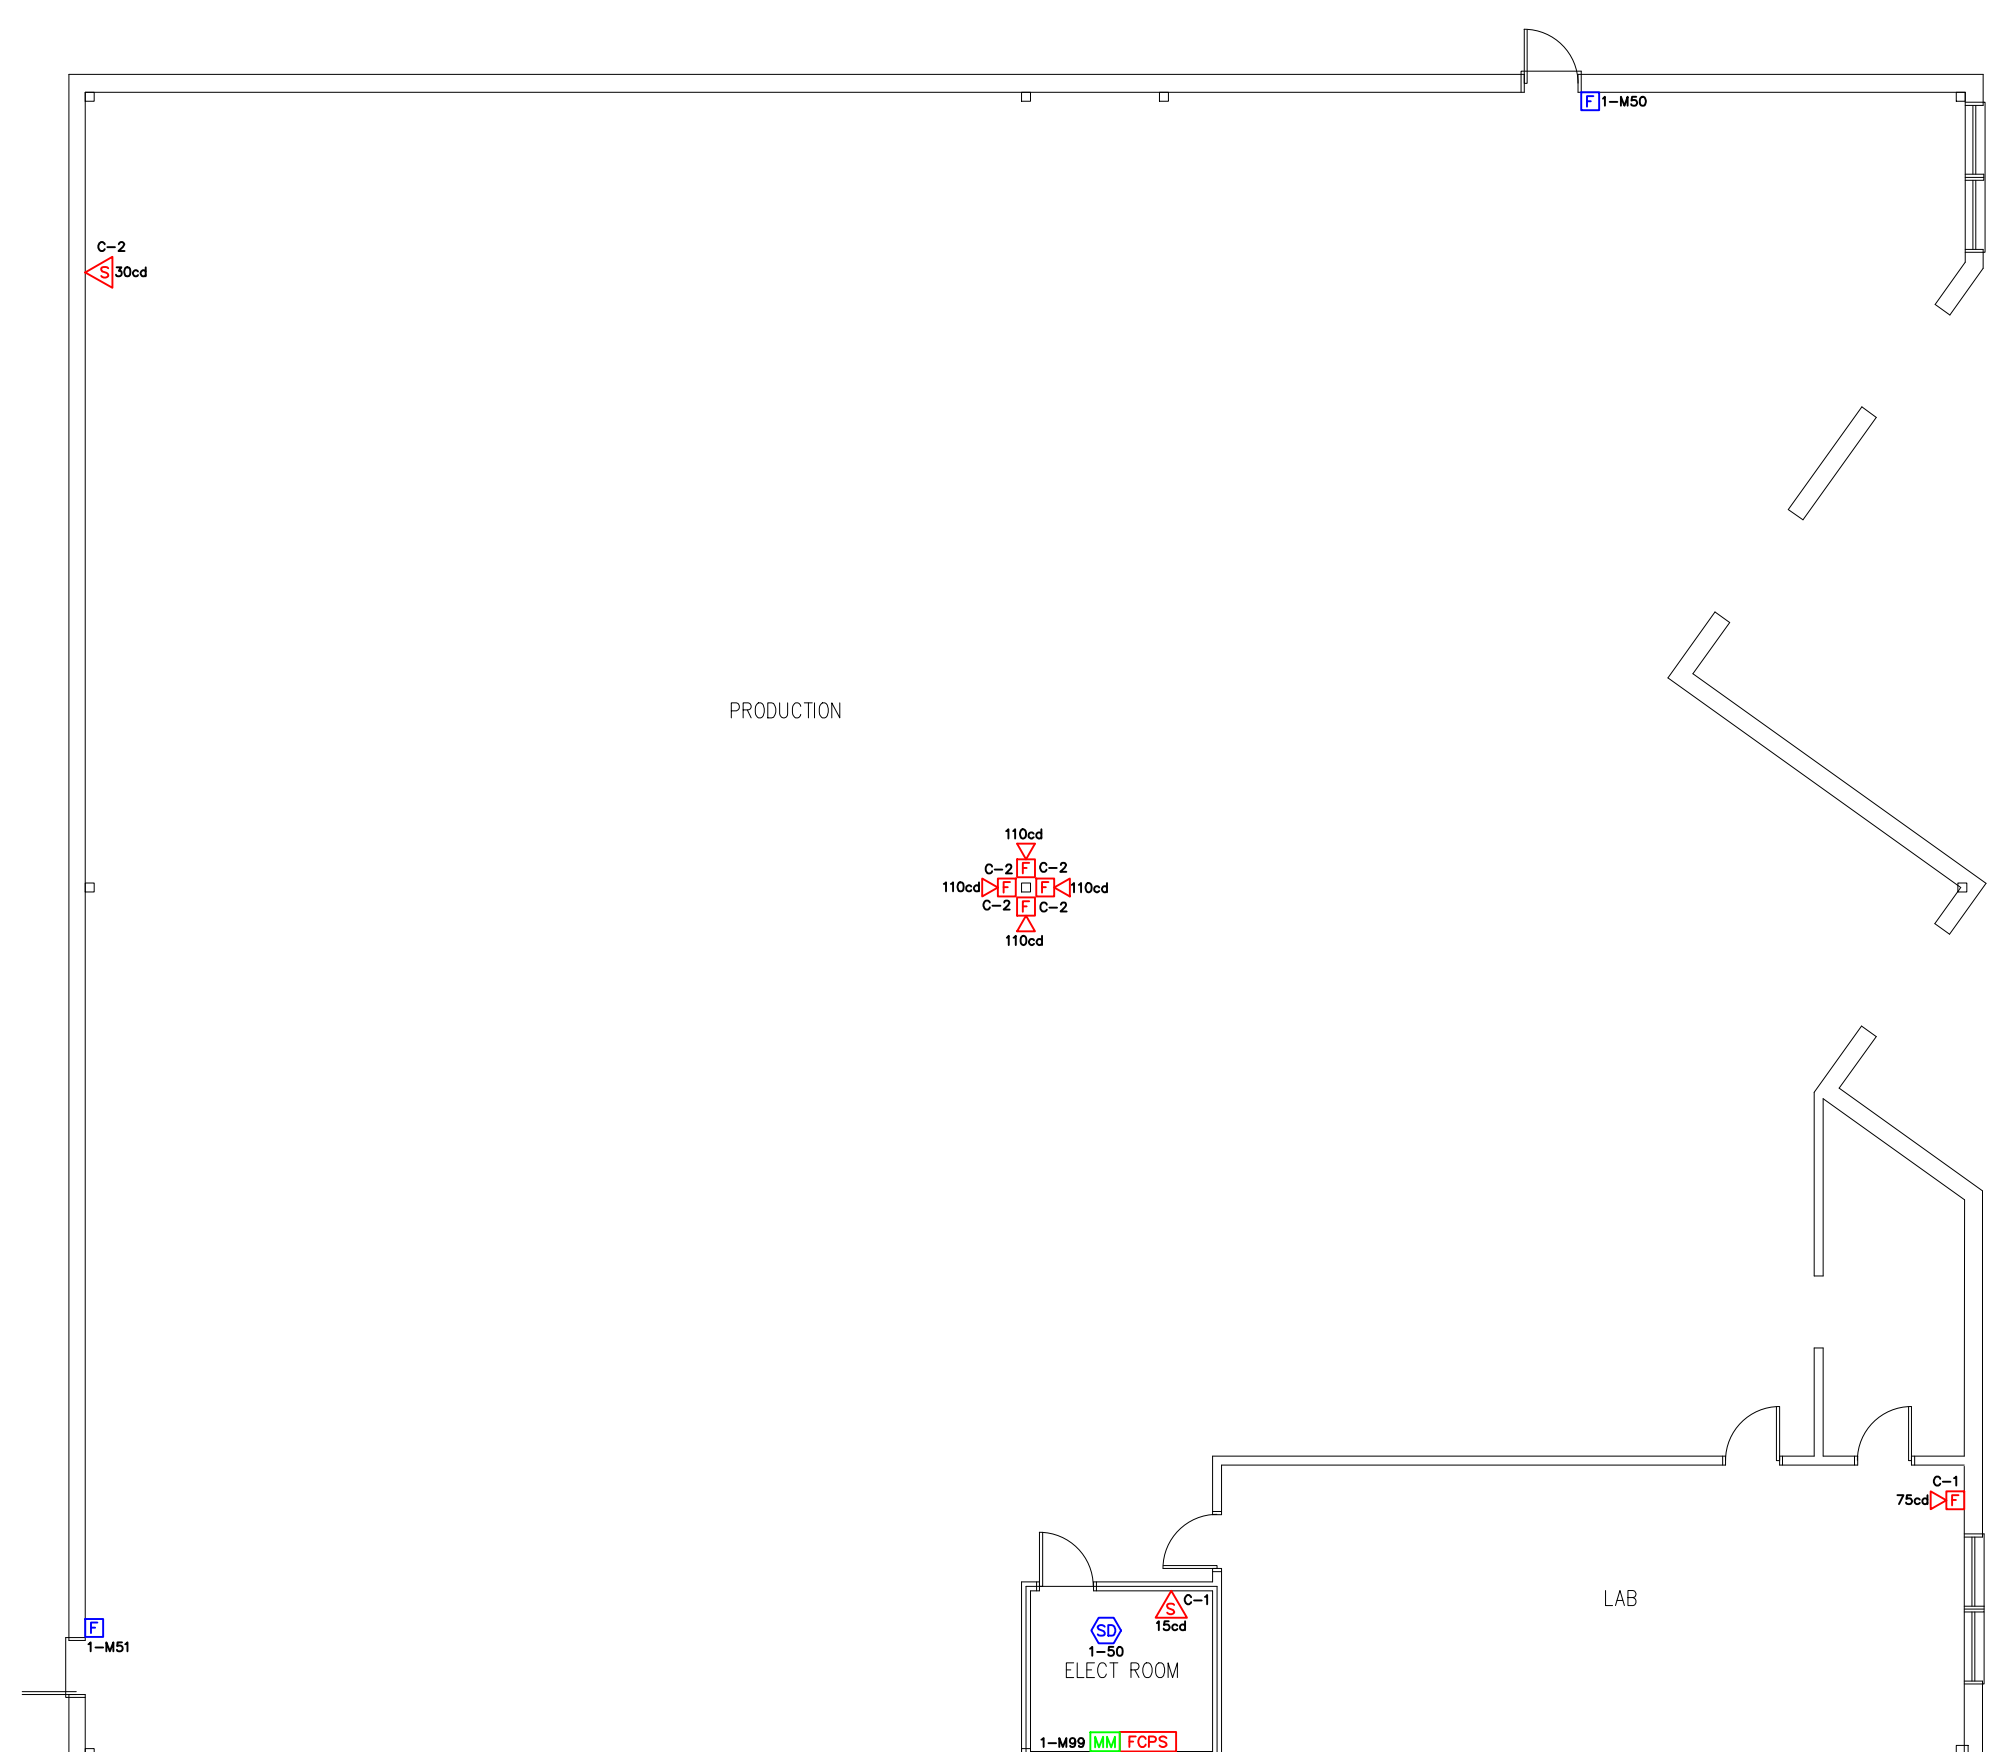 F 1-M50
C-2
S 30cd
PRODUCTION
110cd
C-2 F C-2
110cd F F 110cd
C-2 F C-2
110cd
C-1
75cd F
S C-1
15cd
LAB
F
1-M51
SD
1-50
ELECT ROOM
1-M99 MM FCPS